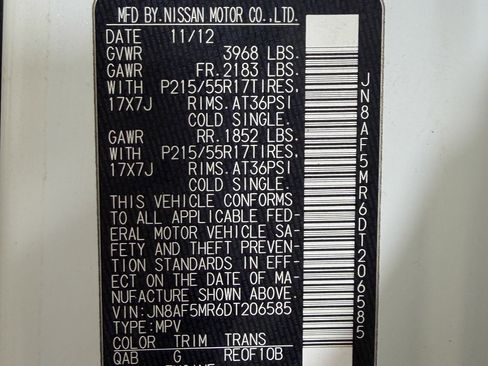 MFD BY.NISSAN MOTOR CO.,LTD.
DATE 11/12
GVWR 3968 LBS.
GAWR FR.2183 LBS.
WITH P215/55R17TIRES,
17X7J RIMS.AT36PSI
COLD SINGLE.
GAWR RR.1852 LBS.
WITH P215/55R17TIRES,
17X7J RIMS.AT36PSI
COLD SINGLE.
THIS VEHICLE CONFORMS
TO ALL APPLICABLE FED-
ERAL MOTOR VEHICLE SA-
FETY AND THEFT PREVEN-
TION STANDARDS IN EFF-
ECT ON THE DATE OF MA-
NUFACTURE SHOWN ABOVE.
VIN:JN8AF5MR6DT206585
TYPE:MPV
COLOR TRIM TRANS
QAB G RE0F10B
ENGINE
JN8AF5MR6DT206585